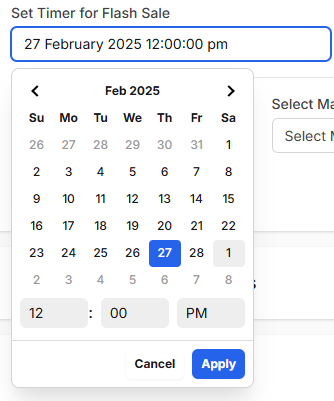 Set Timer for Flash Sale
27 February 2025 12:00:00 pm
Feb 2025
Select Ma
Su Mo Tu We Th Fr Sa
Select M
26 27 28 29 30 31 1
2 3 4 5 6 7 8
9 10 11 12 13 14 15
16 17 18 19 20 21 22
23 24 25 26 27 28 1
2 3 4 5 6 7 8
12 : 00 PM
Cancel Apply